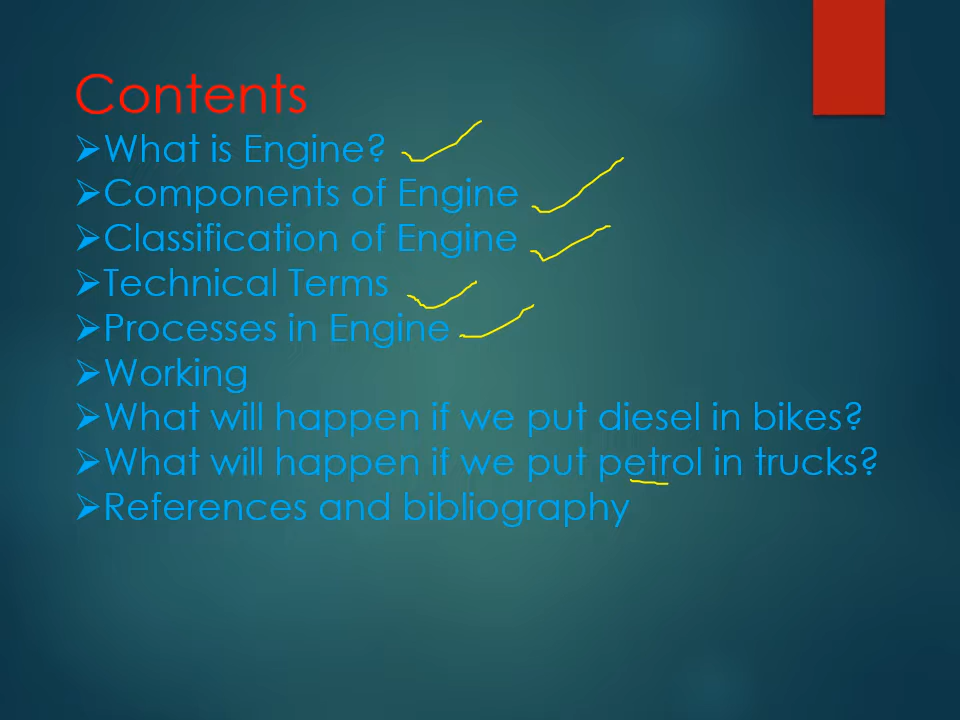 Contents
➢What is Engine?
➢Components of Engine
➢Classification of Engine
➢Technical Terms
➢Processes in Engine
➢Working
➢What will happen if we put diesel in bikes?
➢What will happen if we put petrol in trucks?
➢References and bibliography